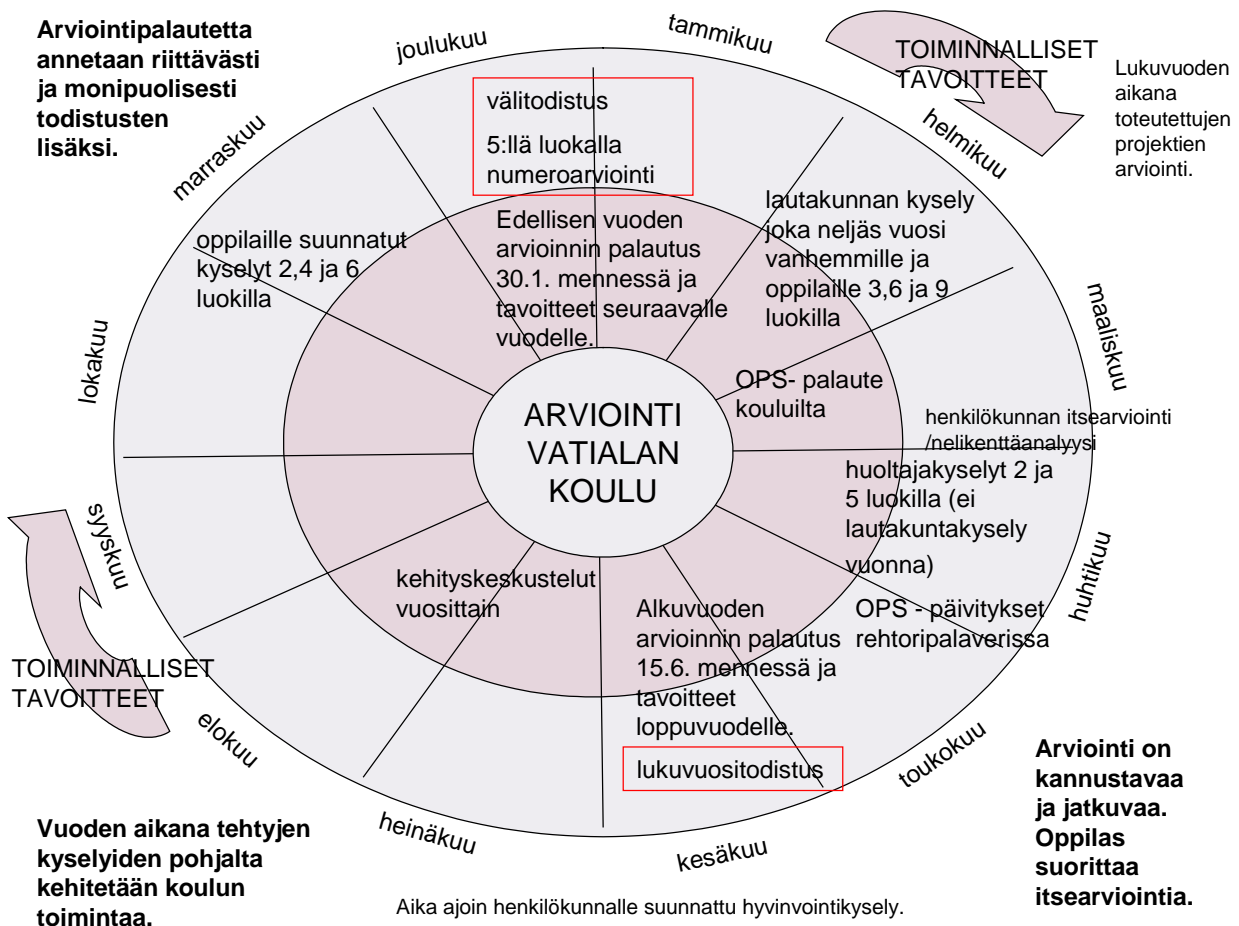 Arviointipalautetta
annetaan riittävästi
ja monipuolisesti
todistusten
lisäksi.
joulukuu
tammikuu
TOIMINNALLISET
TAVOITTEET
Lukuvuoden
aikana
toteutettujen
projektien
arviointi.
helmikuu
marraskuu
välitodistus
5:llä luokalla
numeroarviointi
oppilaille suunnatut
kyselyt 2,4 ja 6
luokilla
Edellisen vuoden
arvioinnin palautus
30.1. mennessä ja
tavoitteet seuraavalle
vuodelle.
lautakunnan kysely
joka neljäs vuosi
vanhemmille ja
oppilaille 3,6 ja 9
luokilla
maaliskuu
lokakuu
OPS- palaute
kouluilta
ARVIOINTI
VATIALAN
KOULU
henkilökunnan itsearviointi
/nelikenttäanalyysi
huoltajakyselyt 2 ja
5 luokilla (ei
lautakuntakysely
vuonna)
huhtikuu
syyskuu
kehityskeskustelut
vuosittain
Alkuvuoden
arvioinnin palautus
15.6. mennessä ja
tavoitteet
loppuvuodelle.
OPS - päivitykset
rehtoripalaverissa
TOIMINNALLISET
TAVOITTEET
elokuu
lukuvuositodistus
toukokuu
heinäkuu
kesäkuu
Arviointi on
kannustavaa
ja jatkuvaa.
Oppilas
suorittaa
itsearviointia.
Vuoden aikana tehtyjen
kyselyiden pohjalta
kehitetään koulun
toimintaa.
Aika ajoin henkilökunnalle suunnattu hyvinvointikysely.